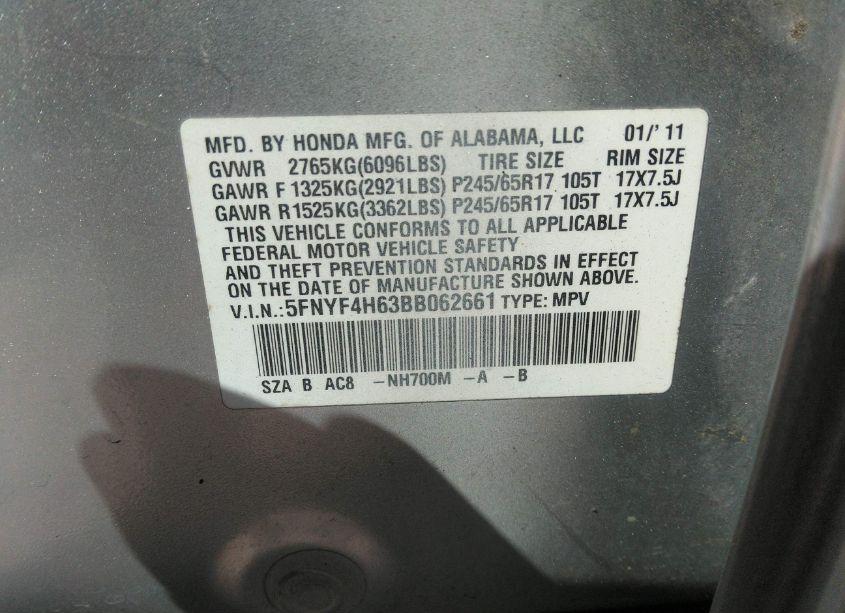 MFD. BY HONDA MFG. OF ALABAMA, LLC 01/'11
GVWR 2765KG(6096LBS) TIRE SIZE RIM SIZE
GAWR F 1325KG(2921LBS) P245/65R17 105T 17X7.5J
GAWR R1525KG(3362LBS) P245/65R17 105T 17X7.5J
THIS VEHICLE CONFORMS TO ALL APPLICABLE
FEDERAL MOTOR VEHICLE SAFETY
AND THEFT PREVENTION STANDARDS IN EFFECT
ON THE DATE OF MANUFACTURE SHOWN ABOVE.
V.I.N.:5FNYF4H63BB062661 TYPE: MPV
SZA B AC8 -NH700M -A -B